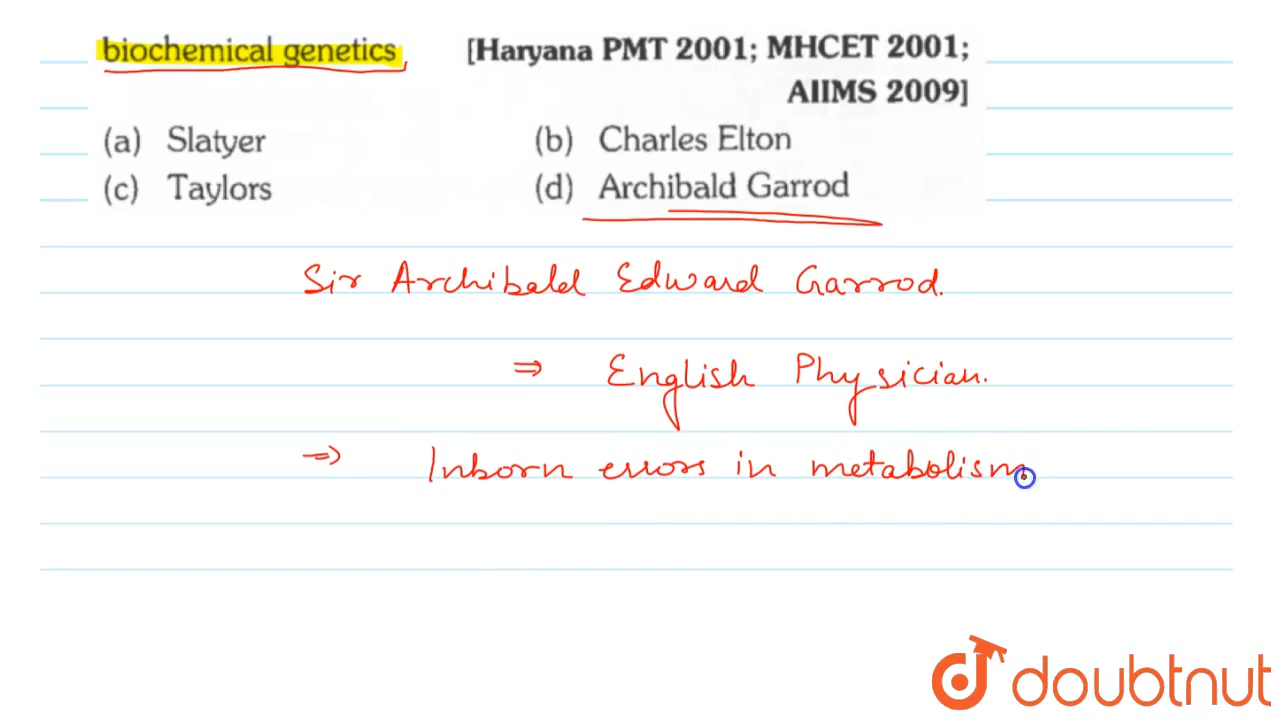 biochemical genetics [Haryana PMT 2001; MHCET 2001;
AIIMS 2009]
(a) Slatyer (b) Charles Elton
(c) Taylors (d) Archibald Garrod
Sir Archibald Edward Garrod.
⇒ English Physician.
⇒ Inborn errors in metabolism
doubtnut